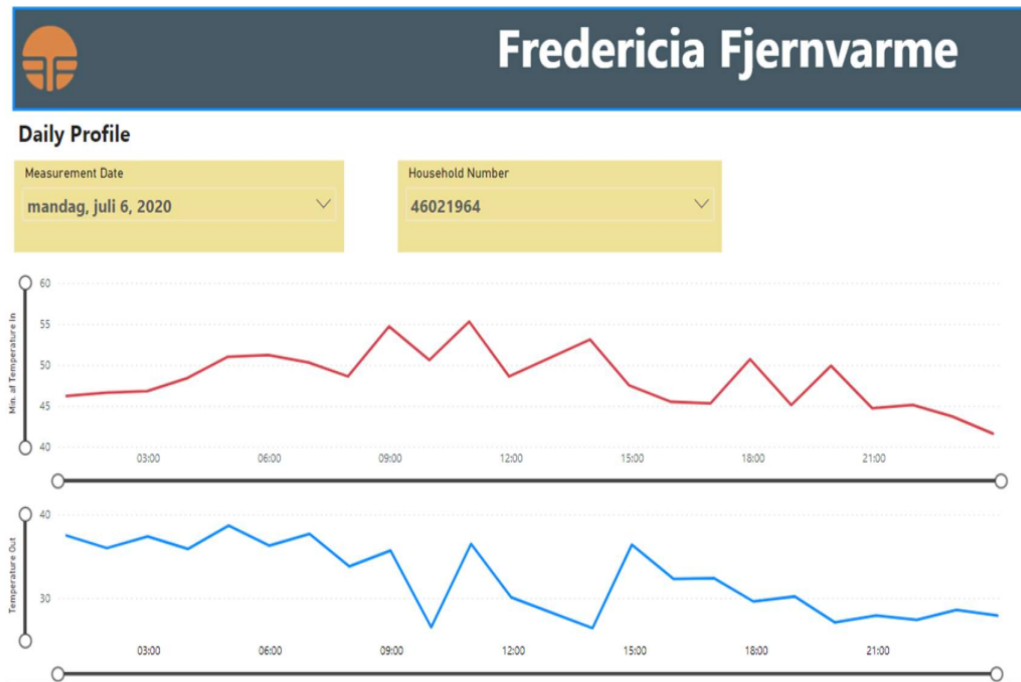 Fredericia Fjernvarme
Daily Profile
Measurement Date
mandag, juli 6, 2020
Household Number
46021964
Min. af Temperature In
60
55
50
45
40
03:00 06:00 09:00 12:00 15:00 18:00 21:00
Temperature Out
40
30
03:00 06:00 09:00 12:00 15:00 18:00 21:00